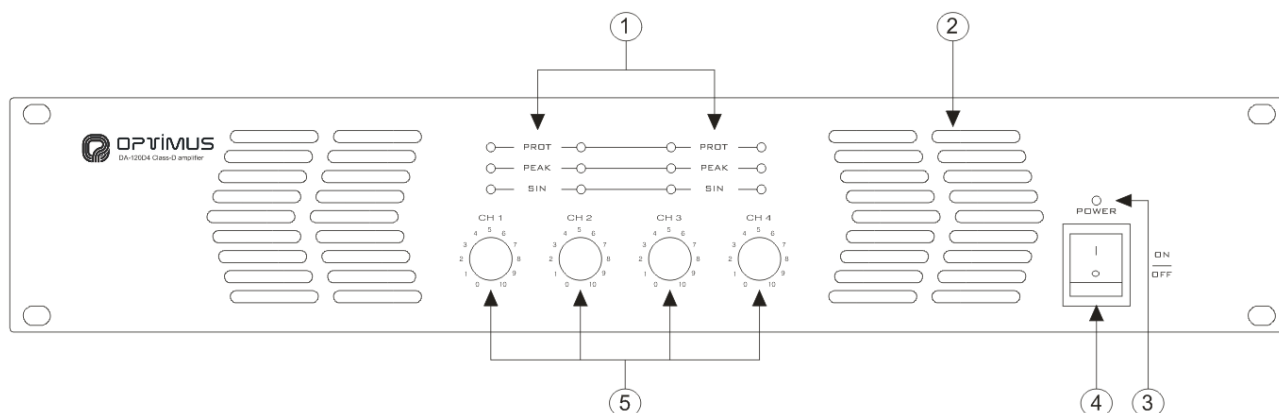 1 2
OPTIMUS
DA-120D4 Class-D amplifier
PROT PROT
PEAK PEAK
SIN SIN
POWER
CH 1 CH 2 CH 3 CH 4
0 1 2 3 4 5 6 7 8 9 10
0 1 2 3 4 5 6 7 8 9 10
0 1 2 3 4 5 6 7 8 9 10
0 1 2 3 4 5 6 7 8 9 10
I
O
ON
OFF
5 4 3